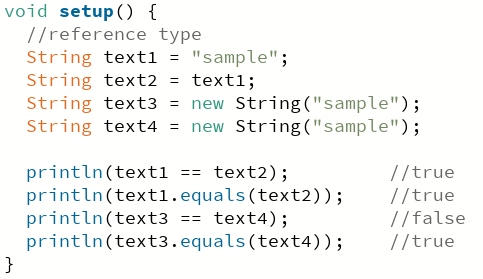 void setup() {
  //reference type
  String text1 = "sample";
  String text2 = text1;
  String text3 = new String("sample");
  String text4 = new String("sample");

  println(text1 == text2);         //true
  println(text1.equals(text2));    //true
  println(text3 == text4);         //false
  println(text3.equals(text4));    //true
}